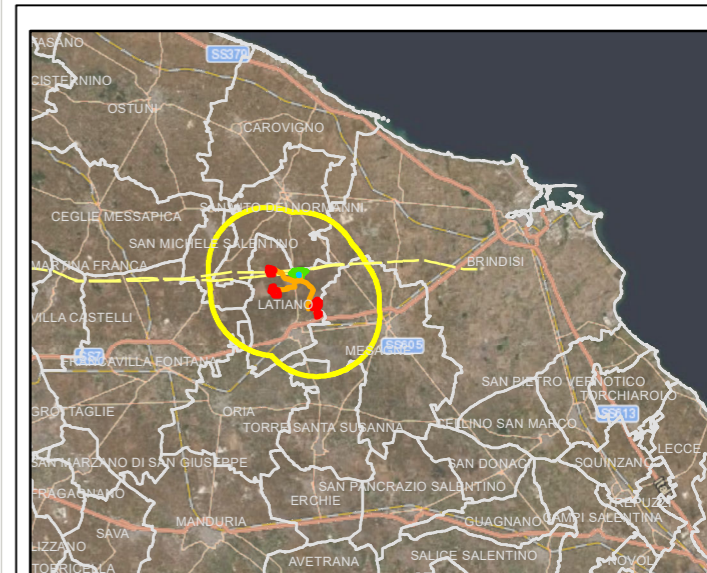 FASANO
SS379
CISTERNINO
OSTUNI
CAROVIGNO
CEGLIE MESSAPICA
SAN VITO DEI NORMANNI
SAN MICHELE SALENTINO
MARTINA FRANCA
BRINDISI
LATIANO
VILLA CASTELLI
SS7
FRANCAVILLA FONTANA
MESAGNE
SS605
SAN PIETRO VERNOTICO
TORCHIAROLO
GROTTAGLIE
ORIA
SS613
TORRE SANTA SUSANNA
CELLINO SAN MARCO
LECCE
SAN MARZANO DI SAN GIUSEPPE
SAN DONACI
SQUINZANO
FRAGAGNANO
SAN PANCRAZIO SALENTINO
ERCHIE
TREPUZZI
MANDURIA
GUAGNANO
CAMPI SALENTINA
SAVA
LIZZANO
AVETRANA
SALICE SALENTINO
NOVOL
TORRICELLA